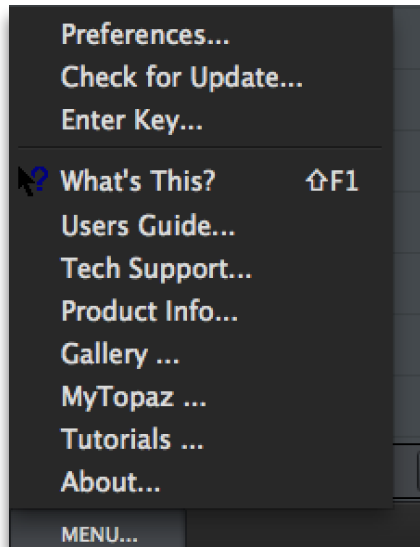 Preferences...
Check for Update...
Enter Key...
What's This? ⇧F1
Users Guide...
Tech Support...
Product Info...
Gallery ...
MyTopaz ...
Tutorials ...
About...
MENU...